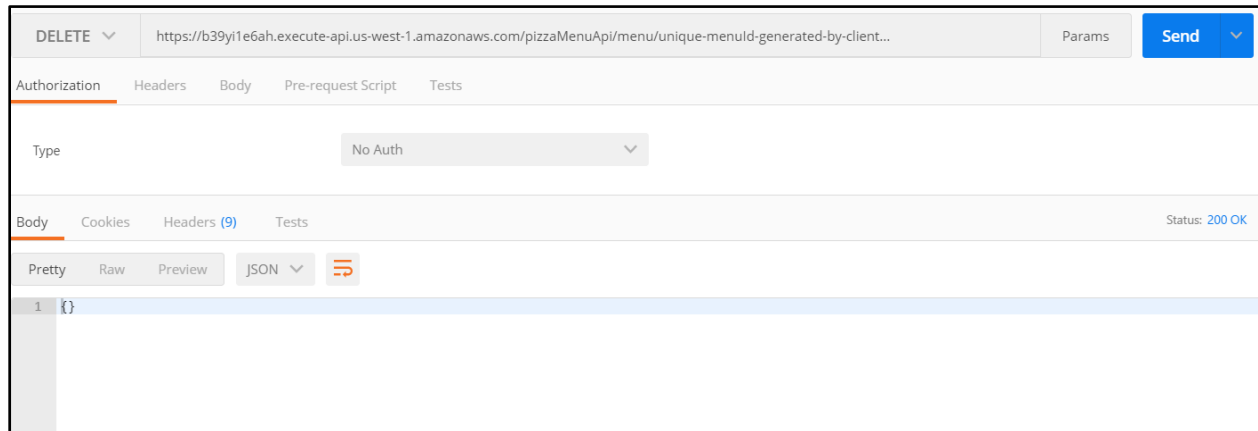 DELETE https://b39yi1e6ah.execute-api.us-west-1.amazonaws.com/pizzaMenuApi/menu/unique-menuId-generated-by-client... Params Send
Authorization Headers Body Pre-request Script Tests
Type No Auth
Body Cookies Headers (9) Tests Status: 200 OK
Pretty Raw Preview JSON
1 {}